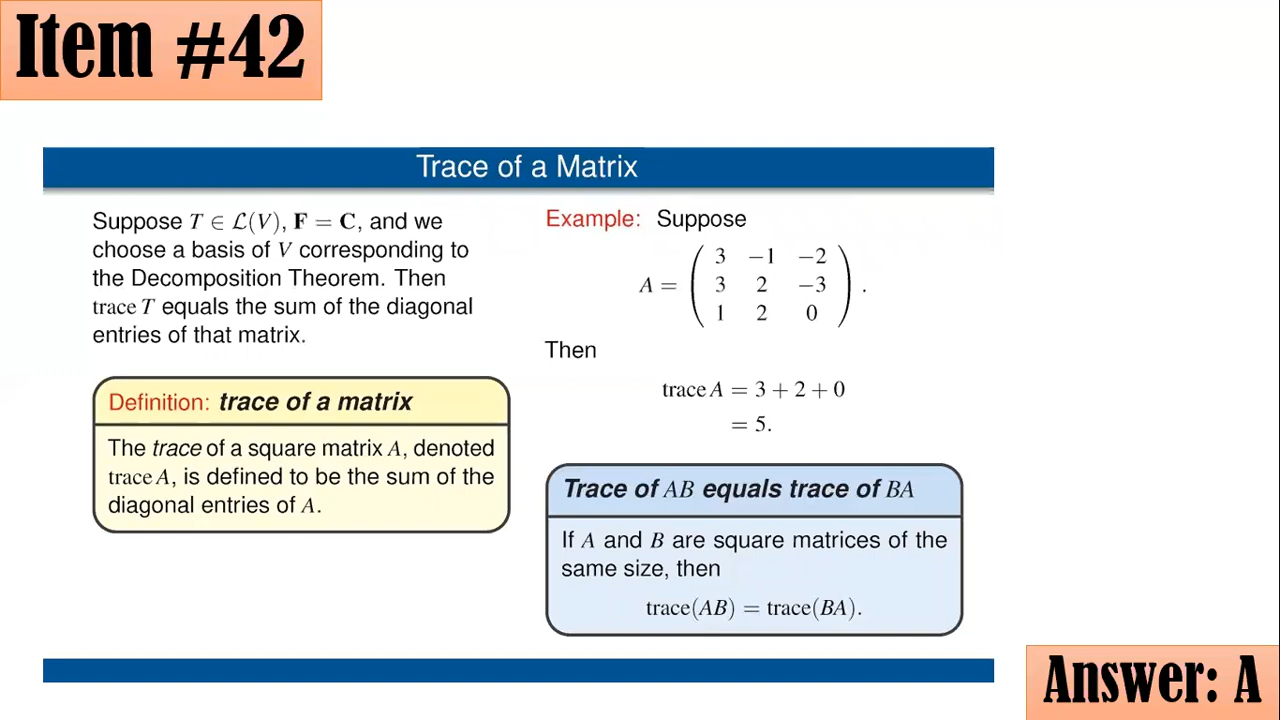 Item #42
Trace of a Matrix
Suppose T ∈ ℒ(V), F = C, and we
choose a basis of V corresponding to
the Decomposition Theorem. Then
trace T equals the sum of the diagonal
entries of that matrix.
Definition: trace of a matrix
The trace of a square matrix A, denoted
trace A, is defined to be the sum of the
diagonal entries of A.
Example: Suppose
3 −1 −2
A = ( 3 2 −3 ) .
1 2 0
Then
trace A = 3 + 2 + 0
= 5.
Trace of AB equals trace of BA
If A and B are square matrices of the
same size, then
trace(AB) = trace(BA).
Answer: A